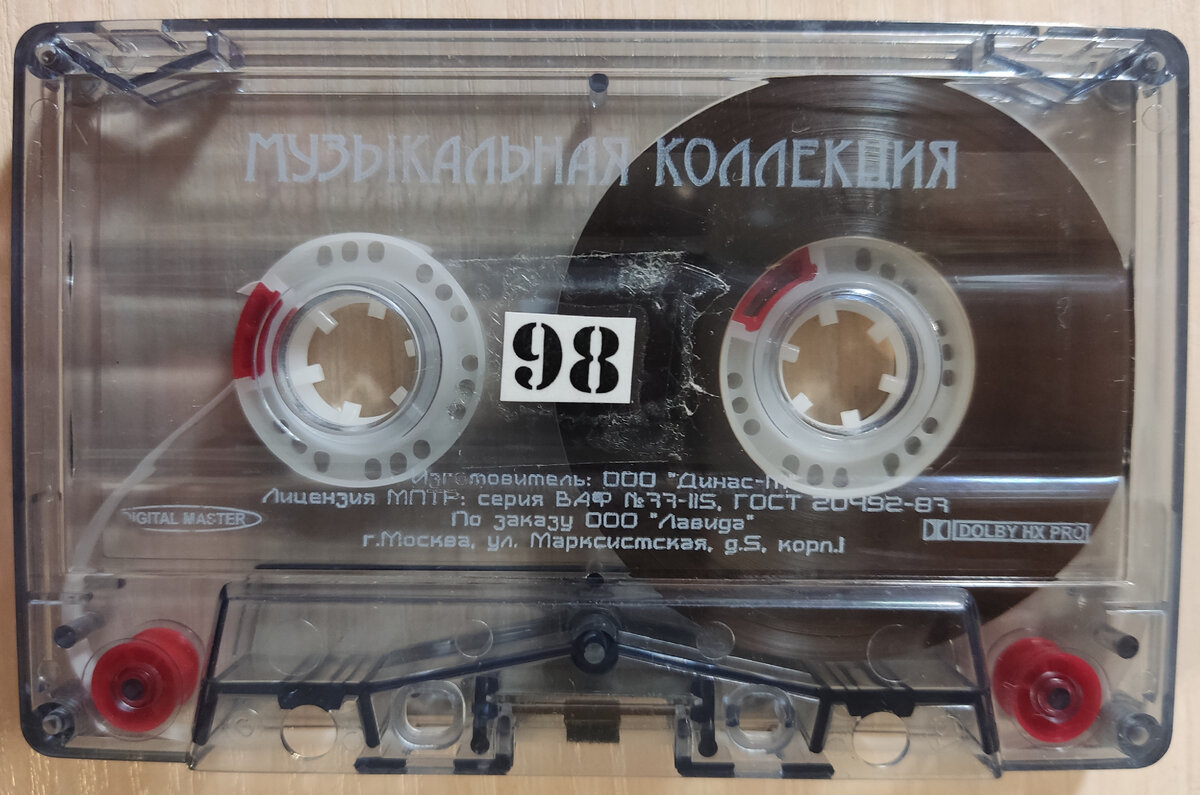 МУЗЫКАЛЬНАЯ КОЛЛЕКЦИЯ
98
Изготовитель: ООО "Динас-
Лицензия МПТР: серия ВАФ №77-115, ГОСТ 20492-87
DIGITAL MASTER
По заказу ООО "Лавида"
DOLBY HX PRO
г.Москва, ул. Марксистская, д.5, корп.1